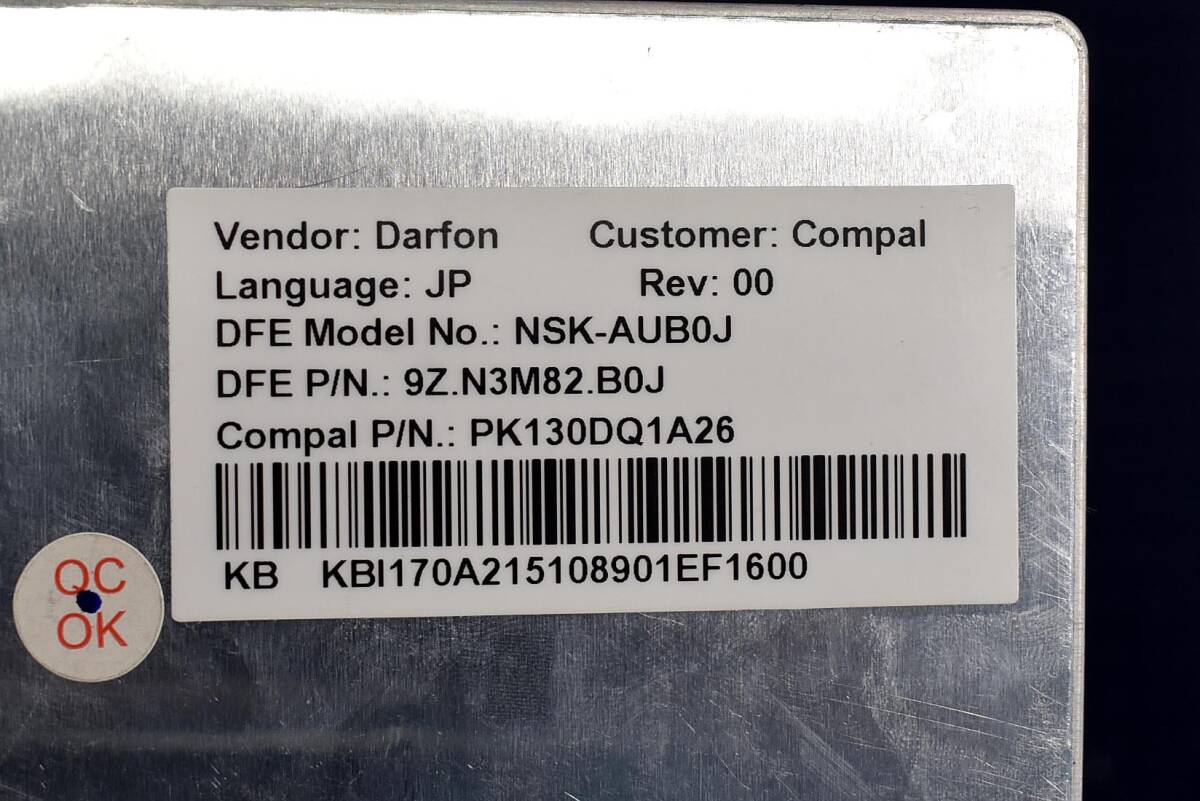 Vendor: Darfon Customer: Compal
Language: JP Rev: 00
DFE Model No.: NSK-AUB0J
DFE P/N.: 9Z.N3M82.B0J
Compal P/N.: PK130DQ1A26
KB KBI170A215108901EF1600
QC
OK